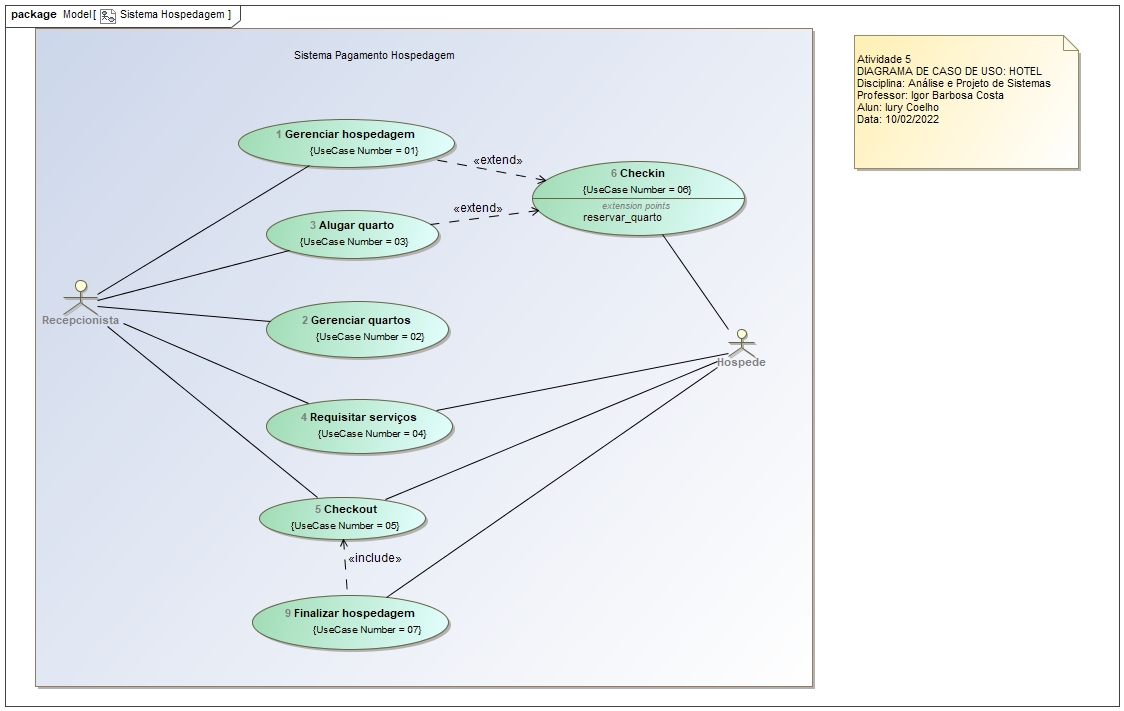 package Model [ Sistema Hospedagem ]
Sistema Pagamento Hospedagem
Atividade 5
DIAGRAMA DE CASO DE USO: HOTEL
Disciplina: Análise e Projeto de Sistemas
Professor: Igor Barbosa Costa
Alun: Iury Coelho
Data: 10/02/2022
1 Gerenciar hospedagem
{UseCase Number = 01}
«extend»
6 Checkin
{UseCase Number = 06}
extension points
reservar_quarto
«extend»
3 Alugar quarto
{UseCase Number = 03}
Recepcionista
2 Gerenciar quartos
{UseCase Number = 02}
Hospede
4 Requisitar serviços
{UseCase Number = 04}
5 Checkout
{UseCase Number = 05}
«include»
9 Finalizar hospedagem
{UseCase Number = 07}